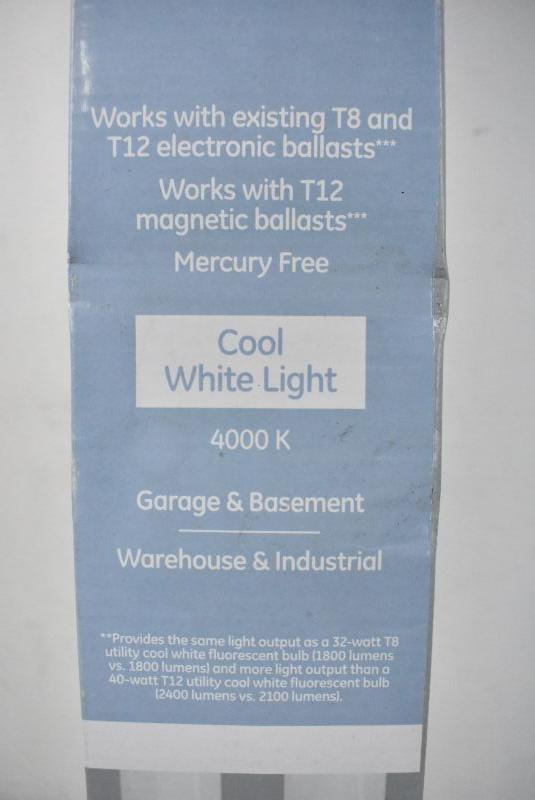 Works with existing T8 and
T12 electronic ballasts***
Works with T12
magnetic ballasts***
Mercury Free
Cool
White Light
4000 K
Garage & Basement
Warehouse & Industrial
**Provides the same light output as a 32-watt T8
utility cool white fluorescent bulb (1800 lumens
vs. 1800 lumens) and more light output than a
40-watt T12 utility cool white fluorescent bulb
(2400 lumens vs. 2100 lumens).